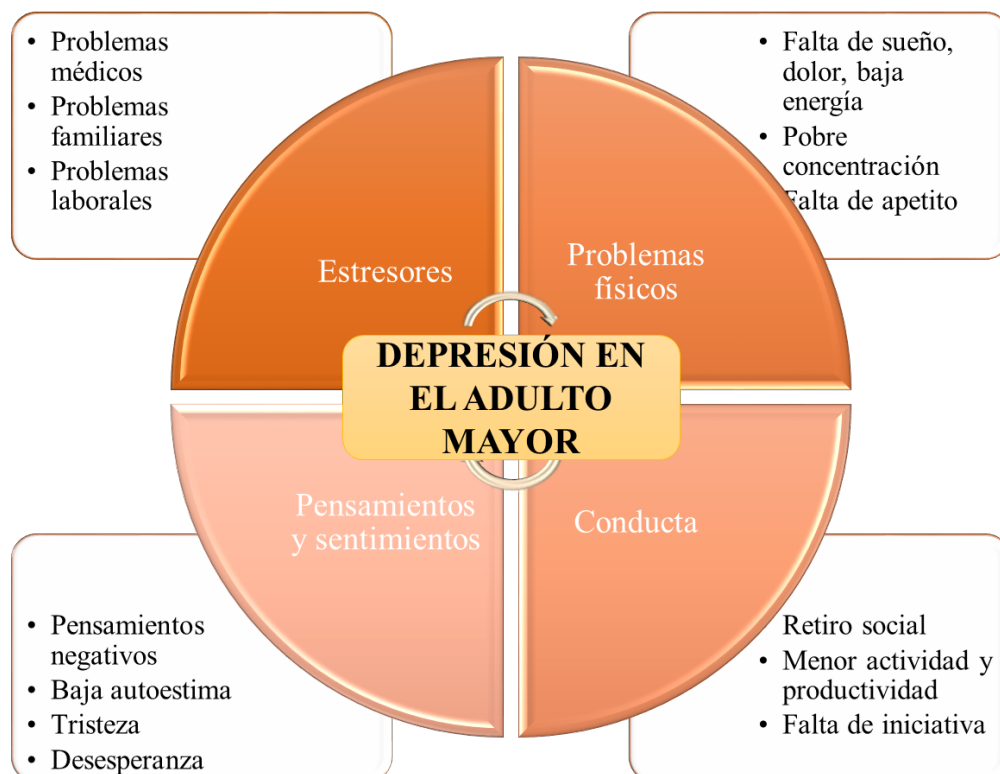 • Problemas
médicos
• Problemas
familiares
• Problemas
laborales
• Falta de sueño,
dolor, baja
energía
• Pobre
concentración
Falta de apetito
Estresores
Problemas
físicos
DEPRESIÓN EN
EL ADULTO
MAYOR
Pensamientos
y sentimientos
Conducta
• Pensamientos
negativos
• Baja autoestima
• Tristeza
• Desesperanza
Retiro social
• Menor actividad y
productividad
• Falta de iniciativa